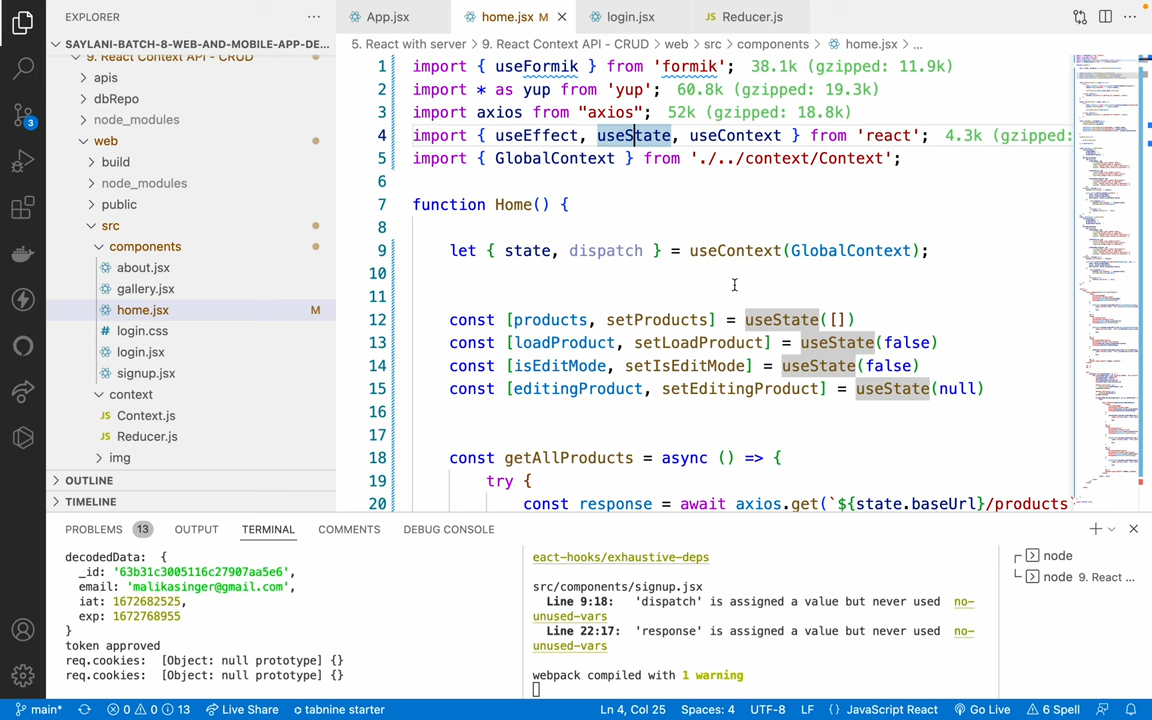 EXPLORER
App.jsx
home.jsx M
login.jsx
JS Reducer.js
SAYLANI-BATCH-8-WEB-AND-MOBILE-APP-DE...
9. React Context API - CRUD
apis
dbRepo
node_modules
web
build
node_modules
public
src
components
about.jsx
gallery.jsx
home.jsx M
login.css
login.jsx
signup.jsx
context
JS Context.js
JS Reducer.js
img
OUTLINE
TIMELINE
3
5. React with server > 9. React Context API - CRUD > web > src > components > home.jsx > ...
1 import { useFormik } from 'formik'; 38.1k (gzipped: 11.9k)
2 import * as yup from 'yup'; 60.8k (gzipped: 19.3k)
3 import axios from "axios"; 52k (gzipped: 18.8k)
4 import { useEffect, useState, useContext } from 'react'; 4.3k (gzipped:
5 import { GlobalContext } from './../context/Context';
6
7 function Home() {
8
9 let { state, dispatch } = useContext(GlobalContext);
10
11
12 const [products, setProducts] = useState([])
13 const [loadProduct, setLoadProduct] = useState(false)
14 const [isEditMode, setIsEditMode] = useState(false)
15 const [editingProduct, setEditingProduct] = useState(null)
16
17
18 const getAllProducts = async () => {
19 try {
20 const response = await axios.get(`${state.baseUrl}/products`
PROBLEMS 13 OUTPUT TERMINAL COMMENTS DEBUG CONSOLE
decodedData: {
_id: '63b31c3005116c27907aa5e6',
email: 'malikasinger@gmail.com',
iat: 1672682525,
exp: 1672768955
}
token approved
req.cookies: [Object: null prototype] {}
req.cookies: [Object: null prototype] {}
eact-hooks/exhaustive-deps
src/components/signup.jsx
Line 9:18: 'dispatch' is assigned a value but never used no-
unused-vars
Line 22:17: 'response' is assigned a value but never used no-
unused-vars
webpack compiled with 1 warning
node
node 9. React ...
main* 0 0 13 Live Share tabnine starter Ln 4, Col 25 Spaces: 4 UTF-8 LF {} JavaScript React Go Live 6 Spell